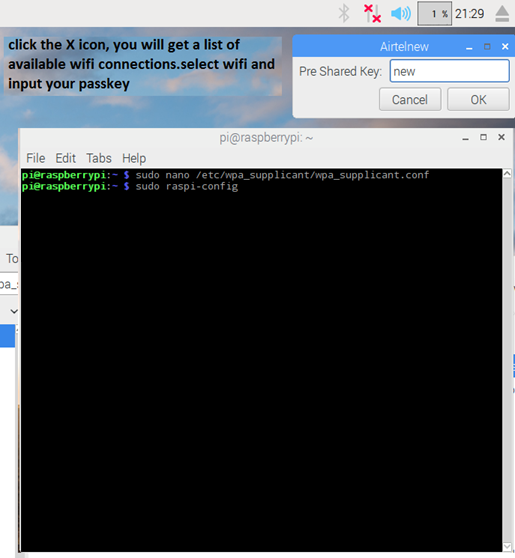 1 %
21:29
click the X icon, you will get a list of
available wifi connections.select wifi and
input your passkey
Airtelnew
Pre Shared Key: new
Cancel OK
pi@raspberrypi: ~
File Edit Tabs Help
pi@raspberrypi:~ $ sudo nano /etc/wpa_supplicant/wpa_supplicant.conf
pi@raspberrypi:~ $ sudo raspi-config
To
pa_s